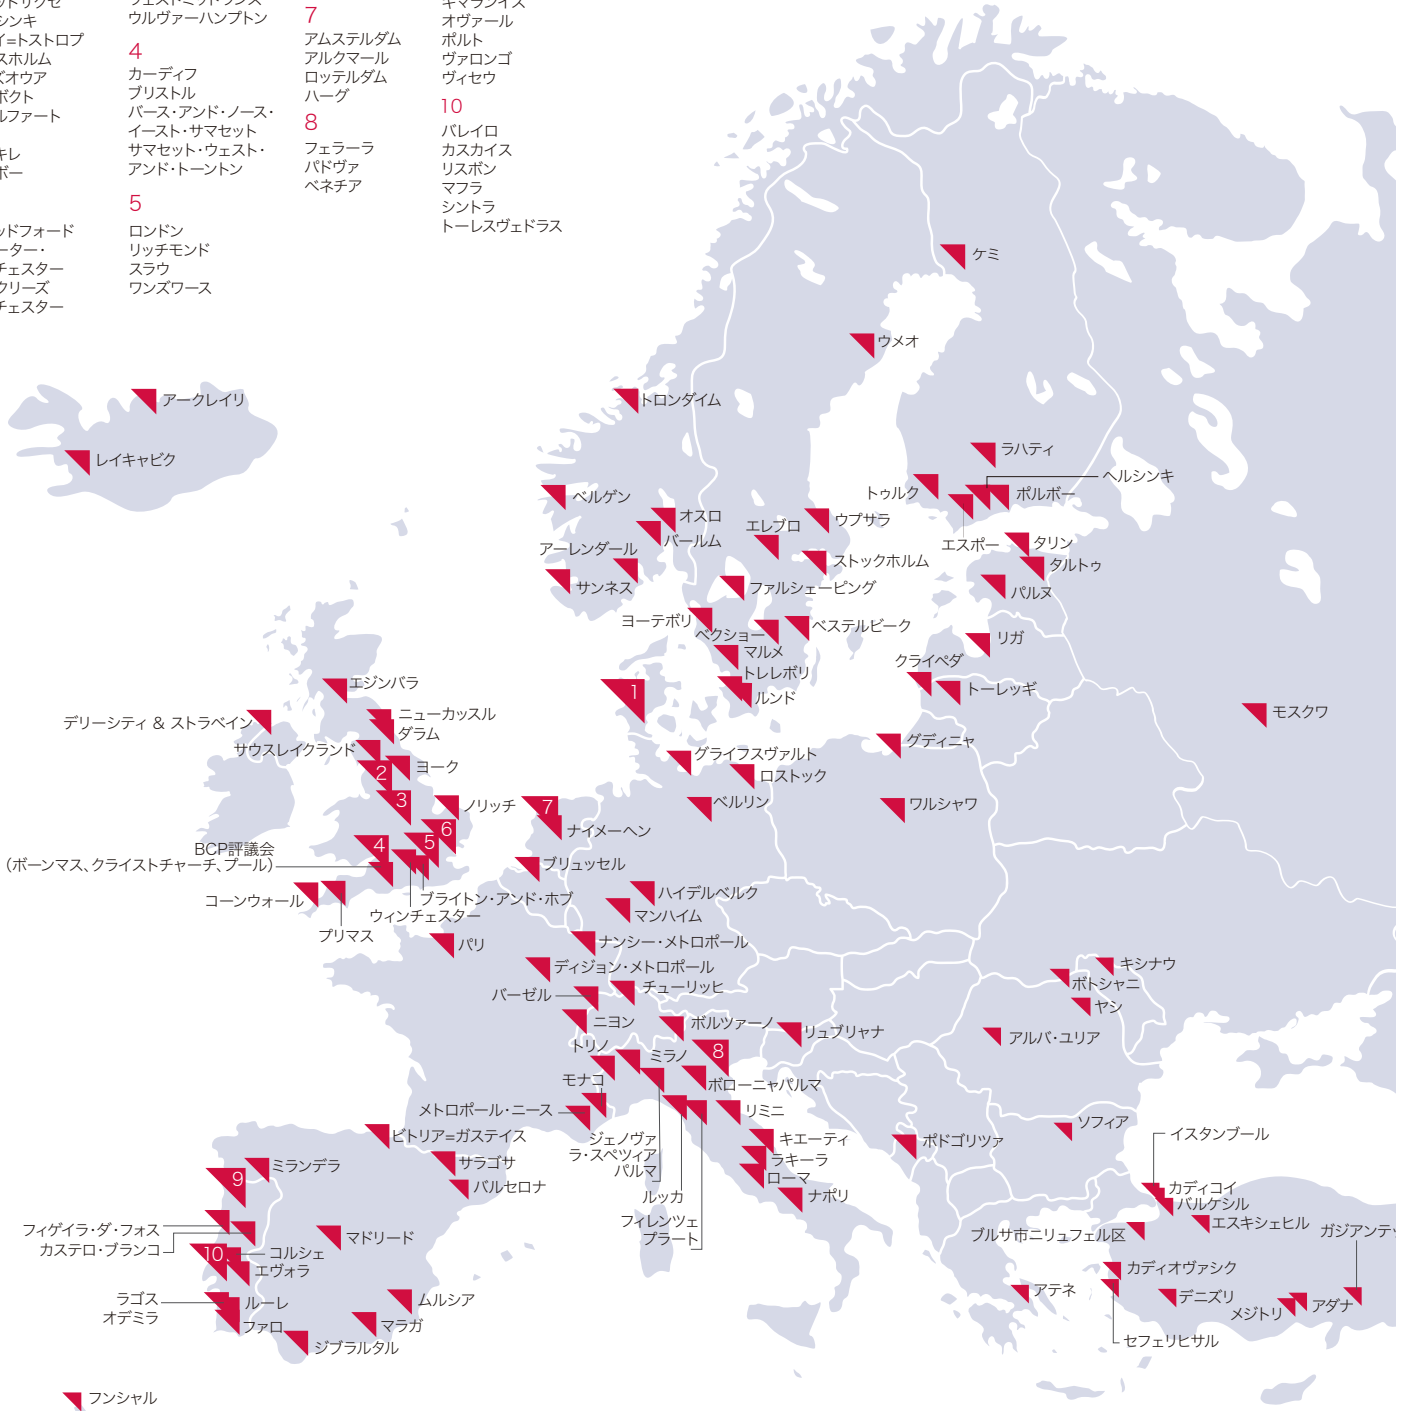 シンキ
イ=トストロプ
スホルム
ズオウア
ボクト
ルファート
キレ
ボー
ッドフォード
ーター・
チェスター
クリーズ
チェスター
ウルヴァーハンプトン
4
カーディフ
ブリストル
バース・アンド・ノース・
イースト・サマセット
サマセット・ウェスト・
アンド・トーントン
5
ロンドン
リッチモンド
スラウ
ワンズワース
7
アムステルダム
アルクマール
ロッテルダム
ハーグ
8
フェラーラ
パドヴァ
ベネチア
ギマランイス
オヴァール
ポルト
ヴァロンゴ
ヴィセウ
10
バレイロ
カスカイス
リスボン
マフラ
シントラ
トーレスヴェドラス
ケミ
ウメオ
アークレイリ
トロンダイム
レイキャビク
ラハティ
ヘルシンキ
トゥルク
ポルボー
ベルゲン
オスロ
エレブロ
ウプサラ
バールム
エスポー
タリン
アーレンダール
ストックホルム
タルトゥ
サンネス
ファルシェーピング
パルヌ
ヨーテボリ
ベクショー
ベステルビーク
リガ
マルメ
クライペダ
トレレボリ
エジンバラ
1
ルンド
トーレッギ
デリーシティ & ストラベイン
ニューカッスル
モスクワ
ダラム
サウスレイクランド
グディニャ
ヨーク
グライフスヴァルト
2
ロストック
3
ノリッチ
7
ベルリン
ワルシャワ
6
ナイメーヘン
4
5
BCP評議会
(ボーンマス、クライストチャーチ、プール)
ブリュッセル
コーンウォール
ブライトン・アンド・ホブ
ハイデルベルク
ウィンチェスター
マンハイム
プリマス
パリ
ナンシー・メトロポール
ディジョン・メトロポール
キシナウ
バーゼル
チューリッヒ
ボトシャニ
ヤシ
ニヨン
ボルツァーノ
リュブリャナ
アルバ・ユリア
トリノ
ミラノ
8
モナコ
ボローニャパルマ
メトロポール・ニース
リミニ
ソフィア
ビトリア=ガステイス
ジェノヴァ
ラ・スペツィア
パルマ
キエーティ
ポドゴリツァ
イスタンブール
ミランデラ
サラゴサ
ラキーラ
ローマ
9
バルセロナ
ルッカ
ナポリ
カディコイ
バルケシル
フィゲイラ・ダ・フォス
マドリード
フィレンツェ
プラート
ブルサ市ニリュフェル区
エスキシェヒル
ガジアンテ
カステロ・ブランコ
10
コルシェ
エヴォラ
カディオヴァシク
ラゴス
オデミラ
ルーレ
ムルシア
アテネ
デニズリ
メジトリ
アダナ
ファロ
マラガ
ジブラルタル
セフェリヒサル
フンシャル